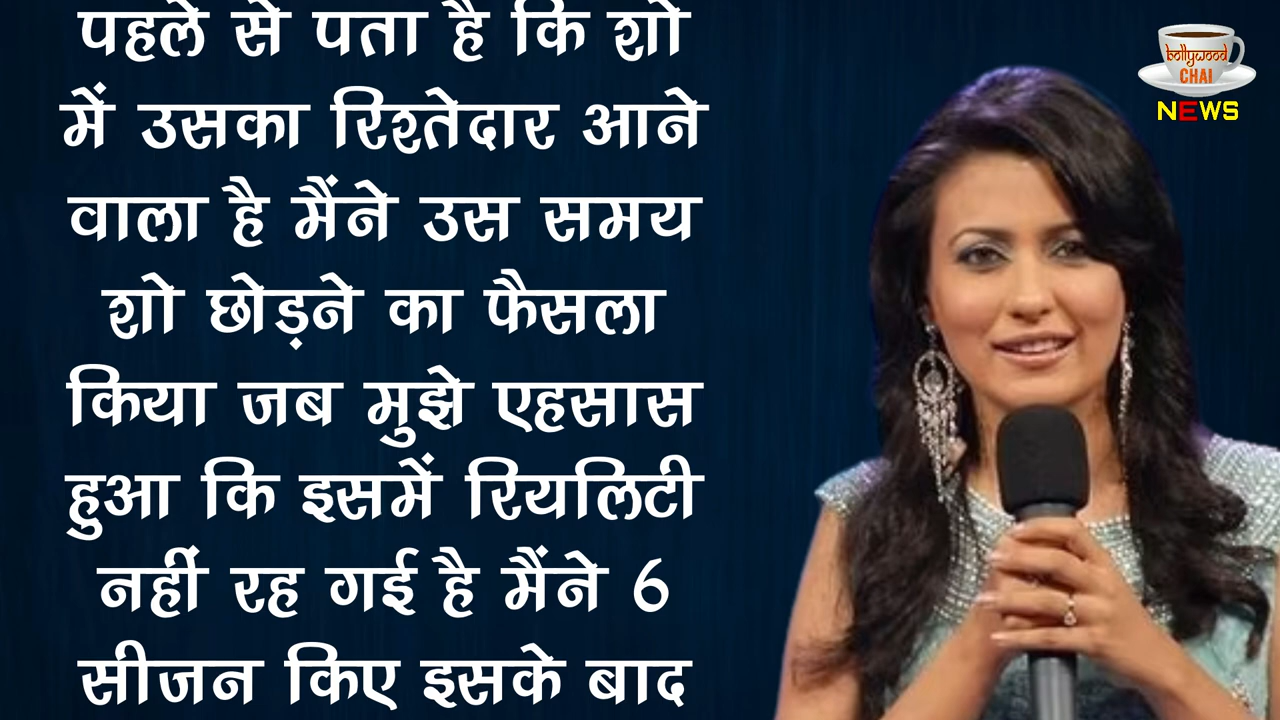 पहले से पता है कि शो
में उसका रिश्तेदार आने
वाला है मैंने उस समय
शो छोड़ने का फैसला
किया जब मुझे एहसास
हुआ कि इसमें रियलिटी
नहीं रह गई है मैंने 6
सीजन किए इसके बाद
bollywood
CHAI
NEWS